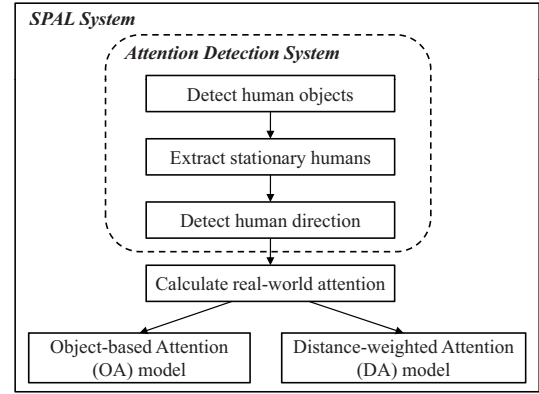 SPAL System
Attention Detection System
Detect human objects
Extract stationary humans
Detect human direction
Calculate real-world attention
Object-based Attention
(OA) model
Distance-weighted Attention
(DA) model